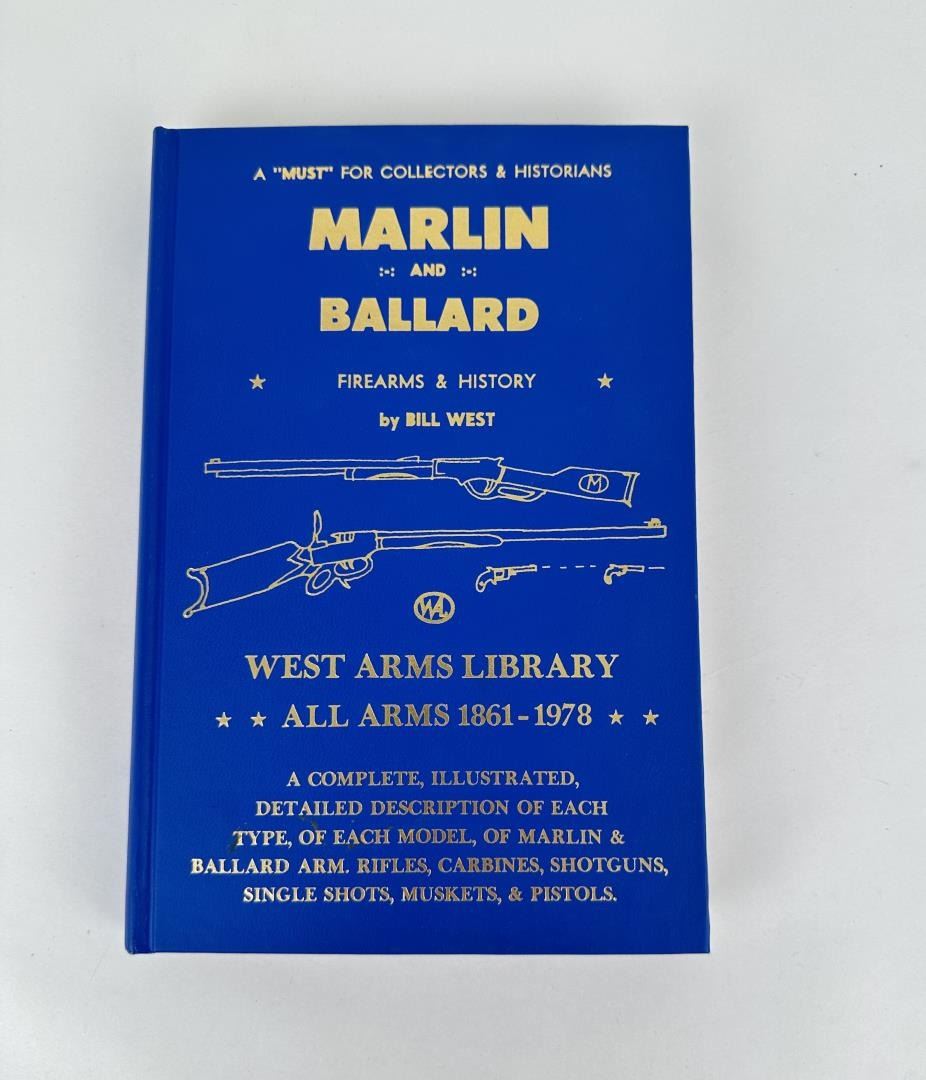 A "MUST" FOR COLLECTORS & HISTORIANS
MARLIN
:-: AND :-:
BALLARD
★ FIREARMS & HISTORY ★
by BILL WEST
M
WAL
WEST ARMS LIBRARY
★ ★ ALL ARMS 1861-1978 ★ ★
A COMPLETE, ILLUSTRATED,
DETAILED DESCRIPTION OF EACH
TYPE, OF EACH MODEL, OF MARLIN &
BALLARD ARM. RIFLES, CARBINES, SHOTGUNS,
SINGLE SHOTS, MUSKETS, & PISTOLS.